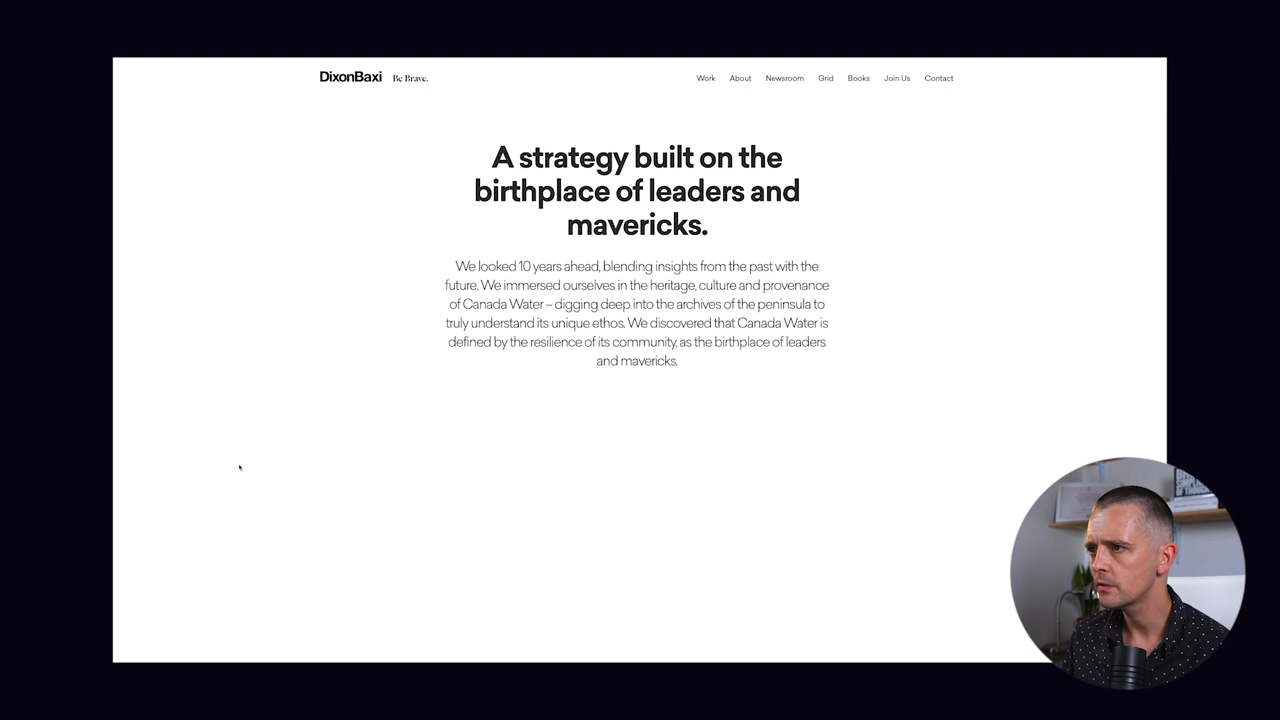 DixonBaxi Be Brave.
Work About Newsroom Grid Books Join Us Contact
A strategy built on the
birthplace of leaders and
mavericks.
We looked 10 years ahead, blending insights from the past with the
future. We immersed ourselves in the heritage, culture and provenance
of Canada Water – digging deep into the archives of the peninsula to
truly understand its unique ethos. We discovered that Canada Water is
defined by the resilience of its community, as the birthplace of leaders
and mavericks.